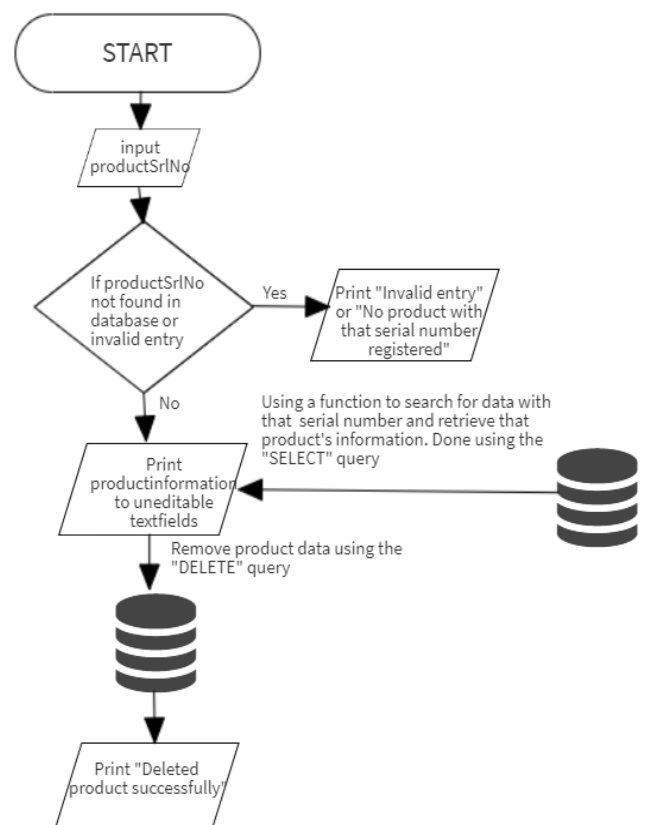 START
input
productSrlNo
If productSrlNo
not found in
database or
invalid entry
Yes
Print "Invalid entry"
or "No product with
that serial number
registered"
No
Using a function to search for data with
that serial number and retrieve that
product's information. Done using the
"SELECT" query
Print
productinformation
to uneditable
textfields
Remove product data using the
"DELETE" query
Print "Deleted
product successfully"